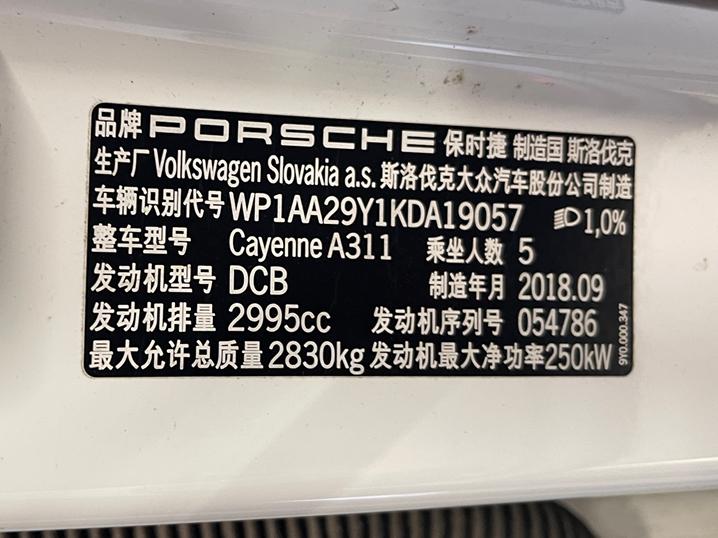 品牌 PORSCHE 保时捷 制造国 斯洛伐克
生产厂 Volkswagen Slovakia a.s. 斯洛伐克大众汽车股份公司制造
车辆识别代号 WP1AA29Y1KDA19057 1,0%
整车型号 Cayenne A311 乘坐人数 5
发动机型号 DCB 制造年月 2018.09
发动机排量 2995cc 发动机序列号 054786
最大允许总质量 2830kg 发动机最大净功率 250kW
9Y0.000.347